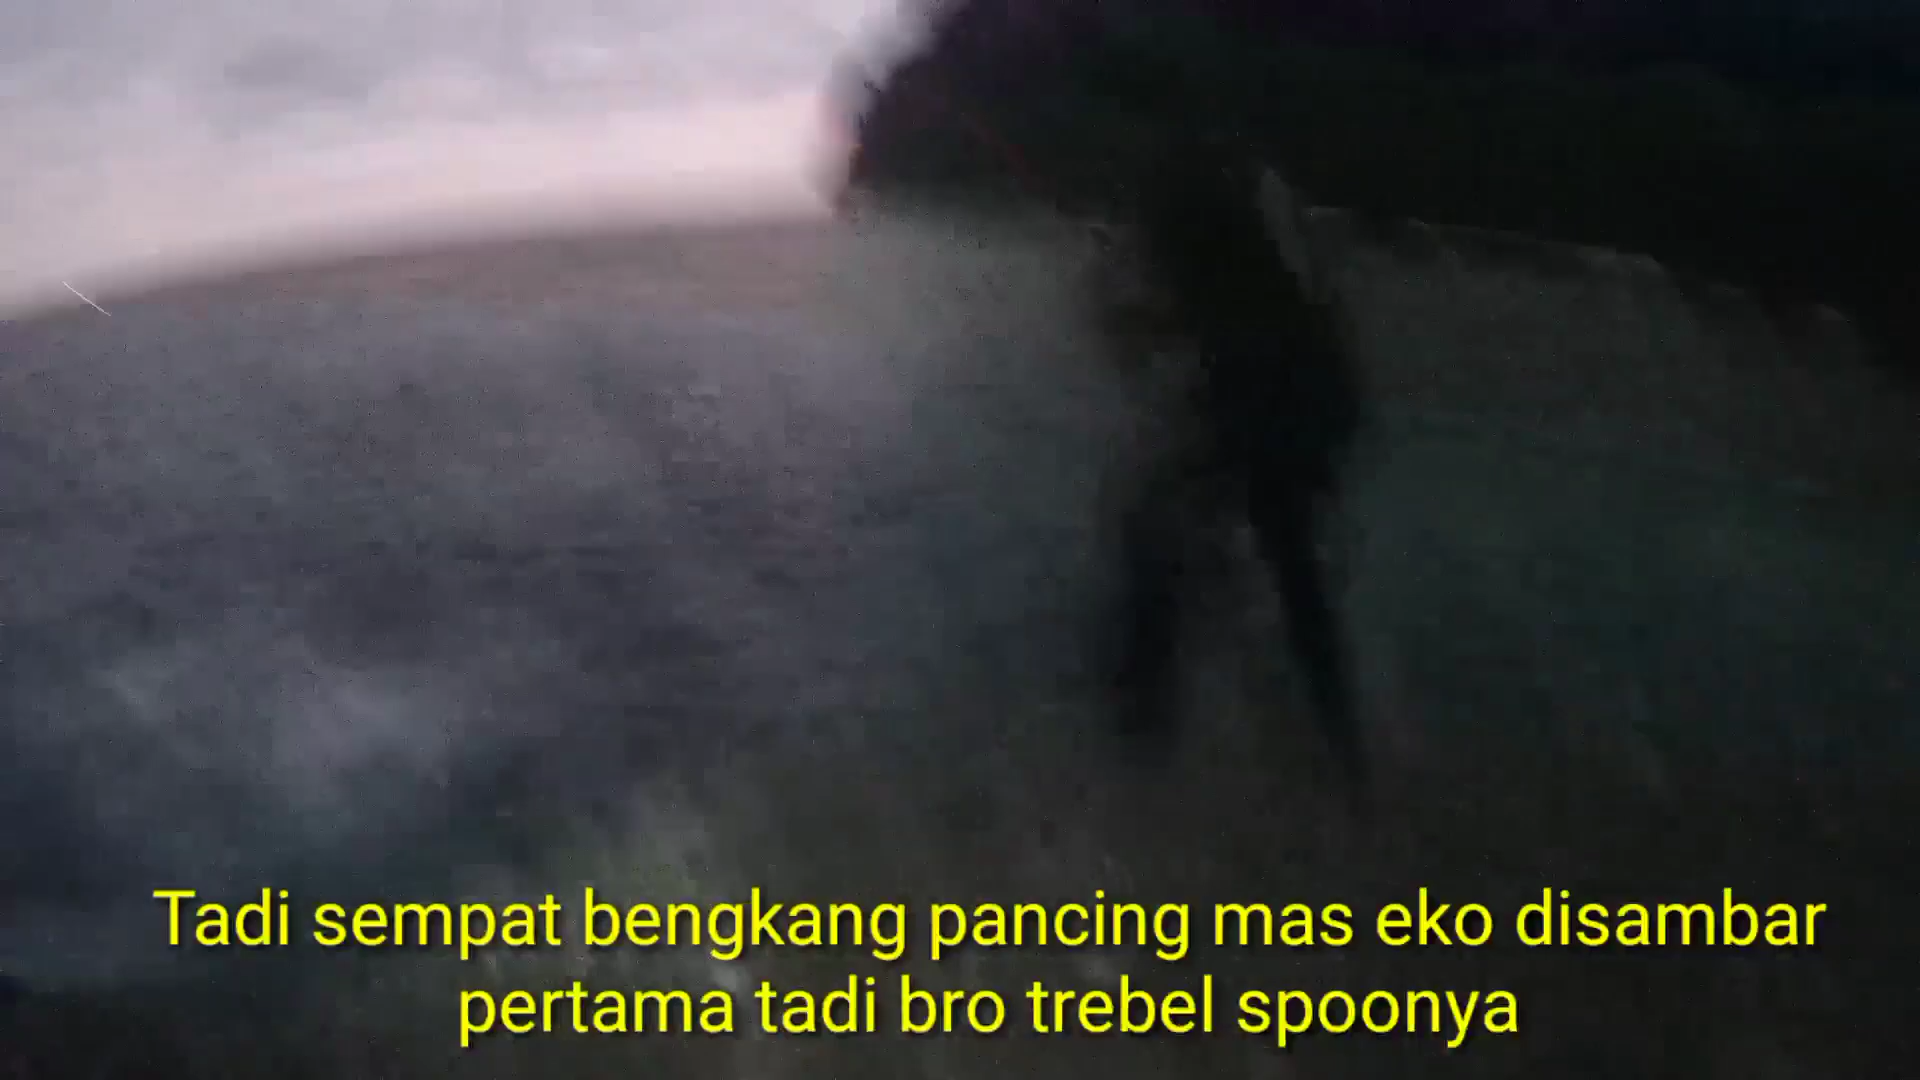 Tadi sempat bengkang pancing mas eko disambar
pertama tadi bro trebel spoonya